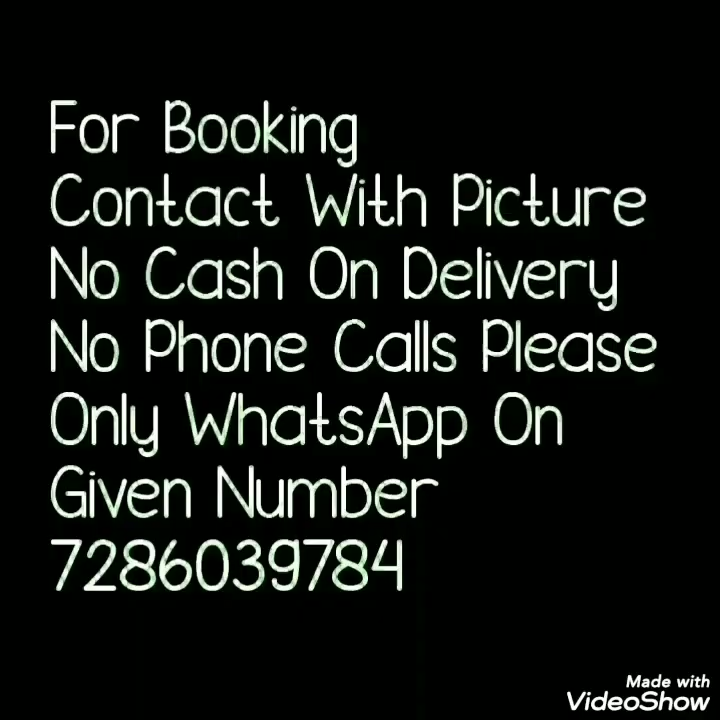 For Booking
Contact With Picture
No Cash On Delivery
No Phone Calls Please
Only WhatsApp On
Given Number
7286039784
Made with
VideoShow